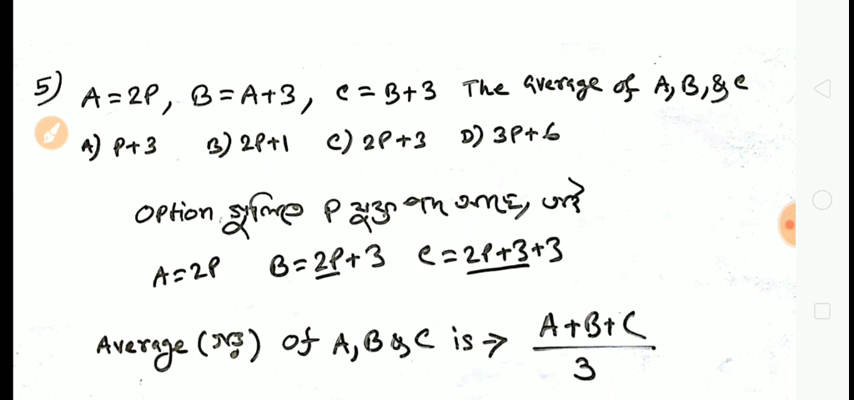 5) A=2P, B=A+3, C=B+3 The average of A,B,& C
A) P+3 B) 2P+1 C) 2P+3 D) 3P+6
Option P
A=2P B=2P+3 C=2P+3+3
Average (গড়) of A,B & C is → A+B+C
3